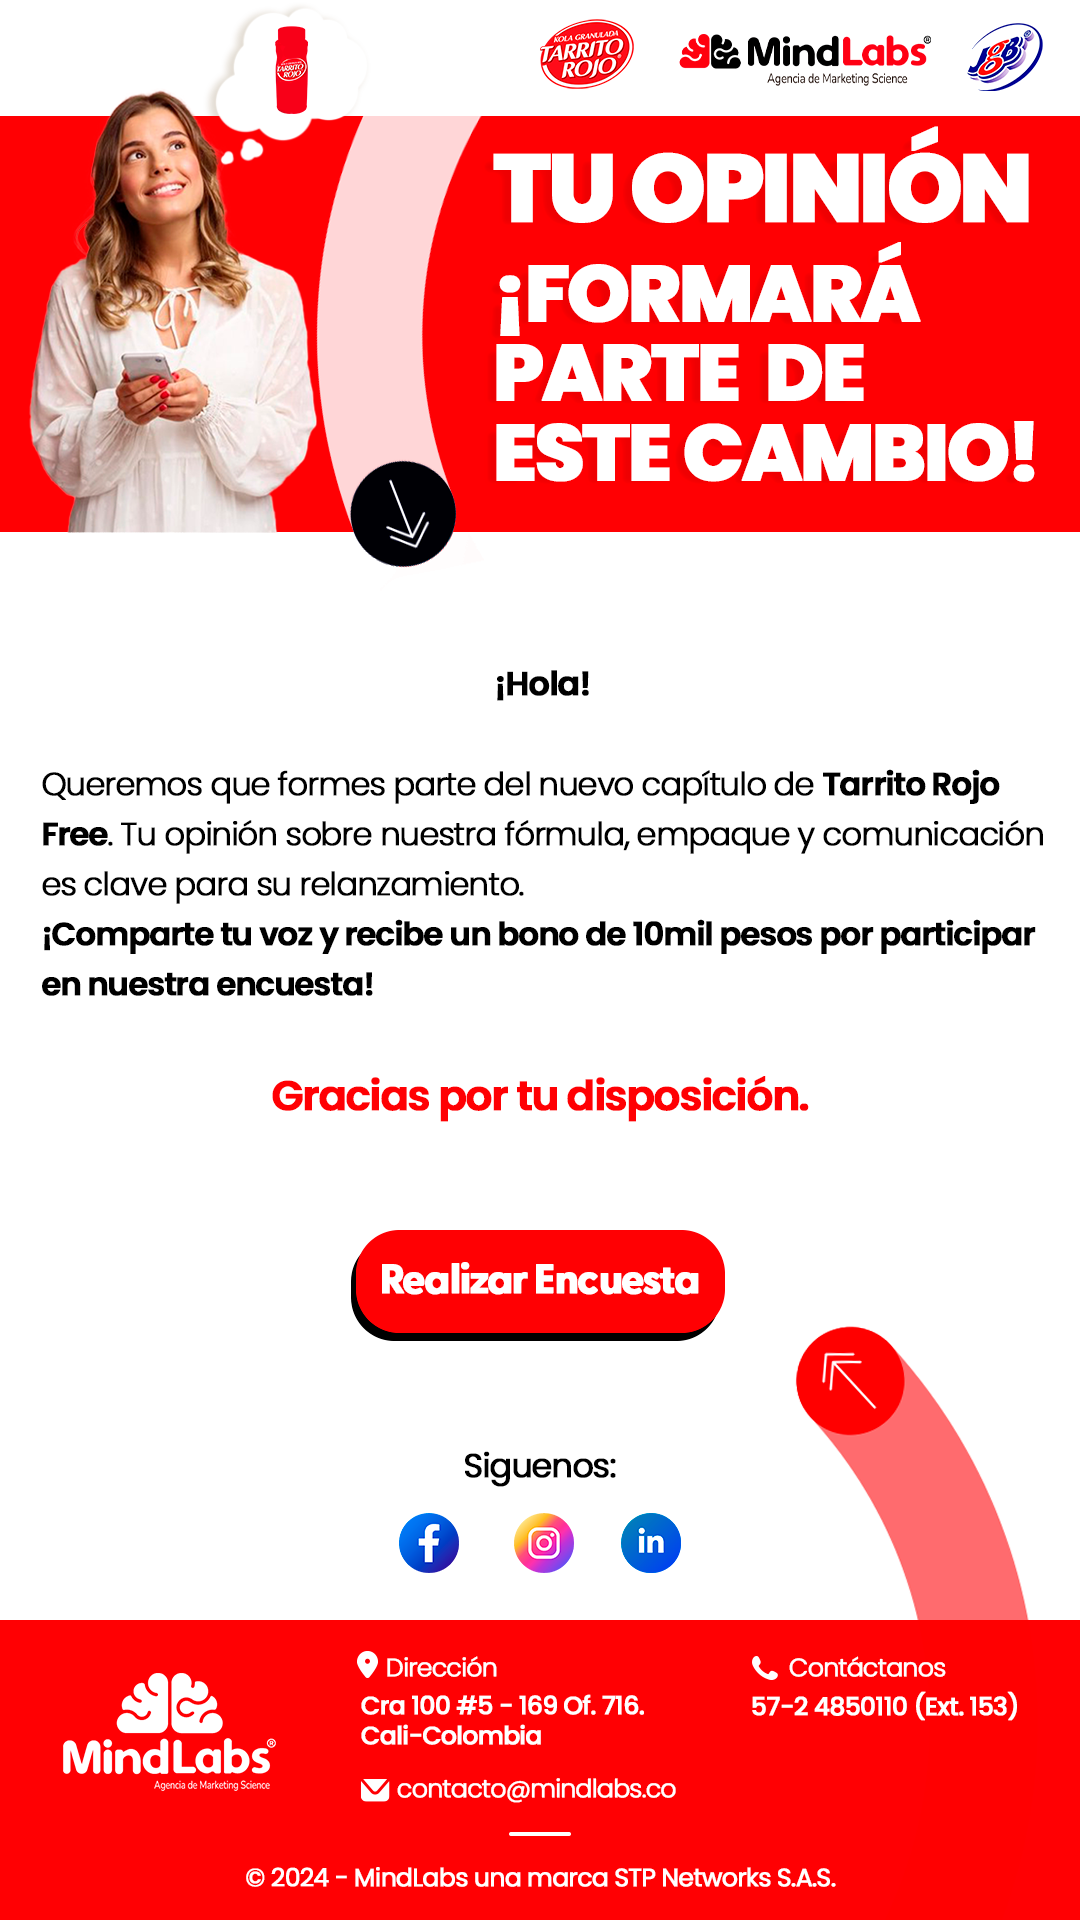 KOLA GRANULADA
TARRITO
ROJO®
MindLabs®
Agencia de Marketing Science
JGB®
TARRITO
ROJO
TU OPINIÓN
¡FORMARÁ
PARTE DE
ESTE CAMBIO!
¡Hola!
Queremos que formes parte del nuevo capítulo de Tarrito Rojo
Free. Tu opinión sobre nuestra fórmula, empaque y comunicación
es clave para su relanzamiento.
¡Comparte tu voz y recibe un bono de 10mil pesos por participar
en nuestra encuesta!
Gracias por tu disposición.
Realizar Encuesta
Siguenos:
in
Dirección
Cra 100 #5 - 169 Of. 716.
Cali-Colombia
contacto@mindlabs.co
Contáctanos
57-2 4850110 (Ext. 153)
MindLabs®
Agencia de Marketing Science
© 2024 - MindLabs una marca STP Networks S.A.S.